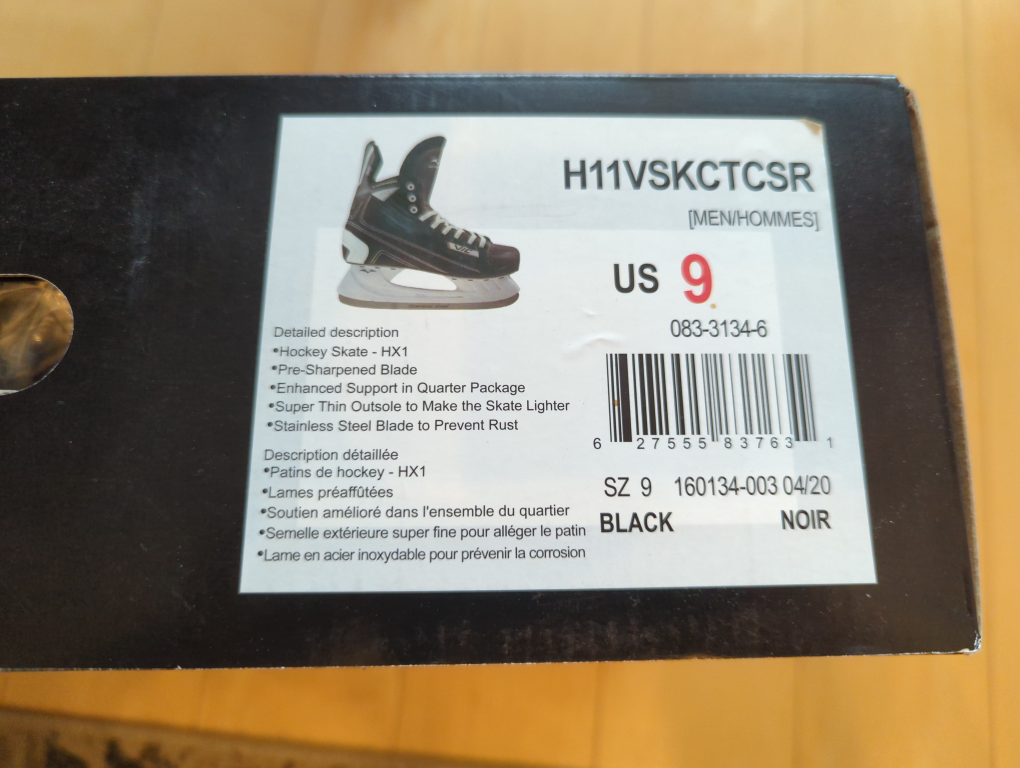 H11VSKCTCSR
[MEN/HOMMES]
US 9
083-3134-6
Detailed description
•Hockey Skate - HX1
•Pre-Sharpened Blade
•Enhanced Support in Quarter Package
•Super Thin Outsole to Make the Skate Lighter
•Stainless Steel Blade to Prevent Rust
Description détaillée
•Patins de hockey - HX1
•Lames préaffûtées
•Soutien amélioré dans l'ensemble du quartier
•Semelle extérieure super fine pour alléger le patin
•Lame en acier inoxydable pour prévenir la corrosion
6 27555 83763 1
SZ 9 160134-003 04/20
BLACK NOIR